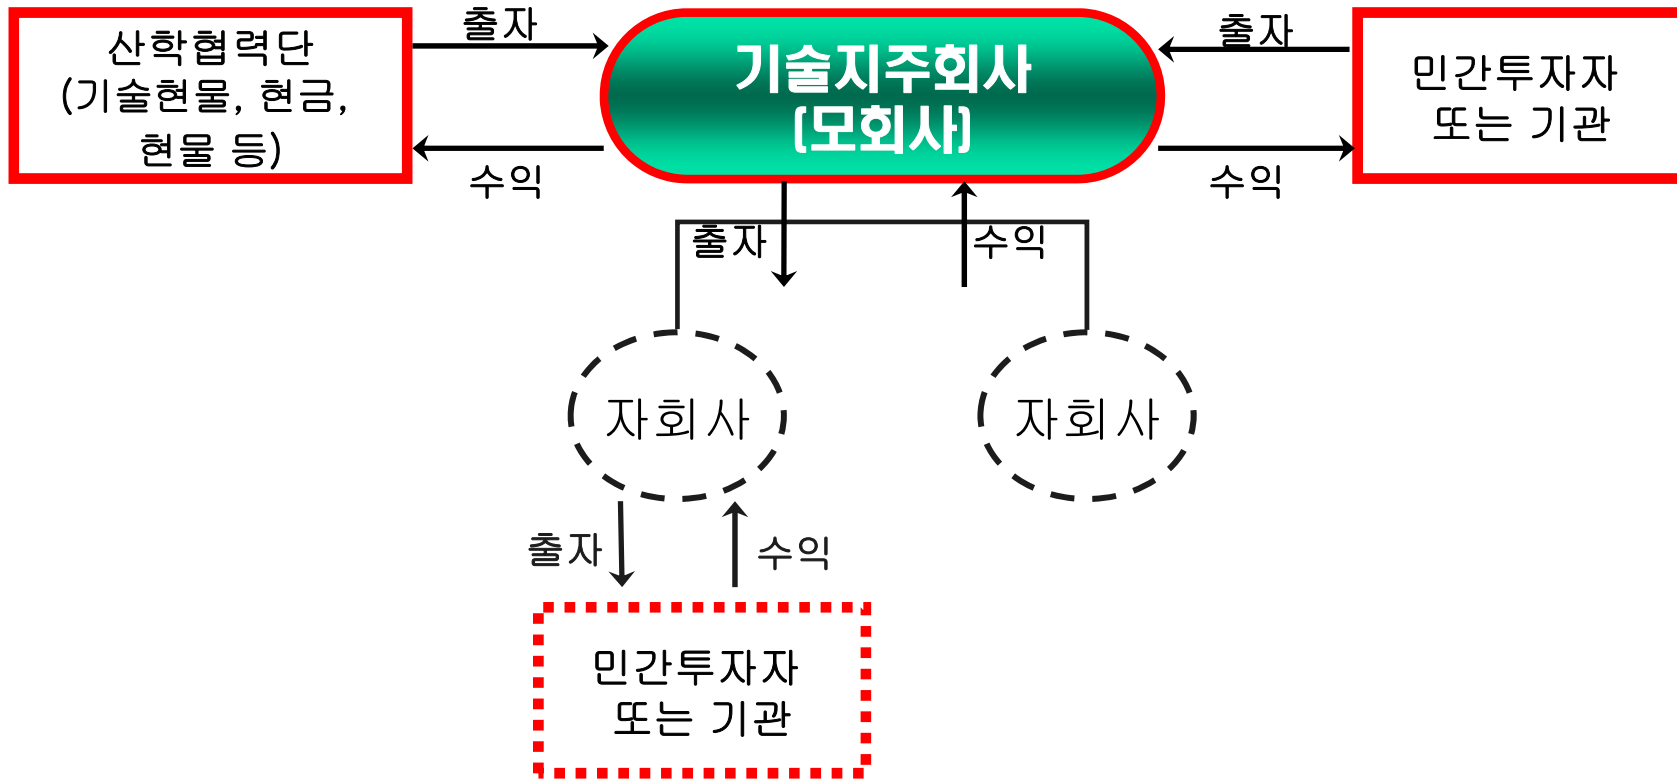 출자
출자
산학협력단
(기술현물, 현금,
현물 등)
기술지주회사
(모회사)
민간투자자
또는 기관
수익
수익
출자
수익
자회사
자회사
출자
수익
민간투자자
또는 기관